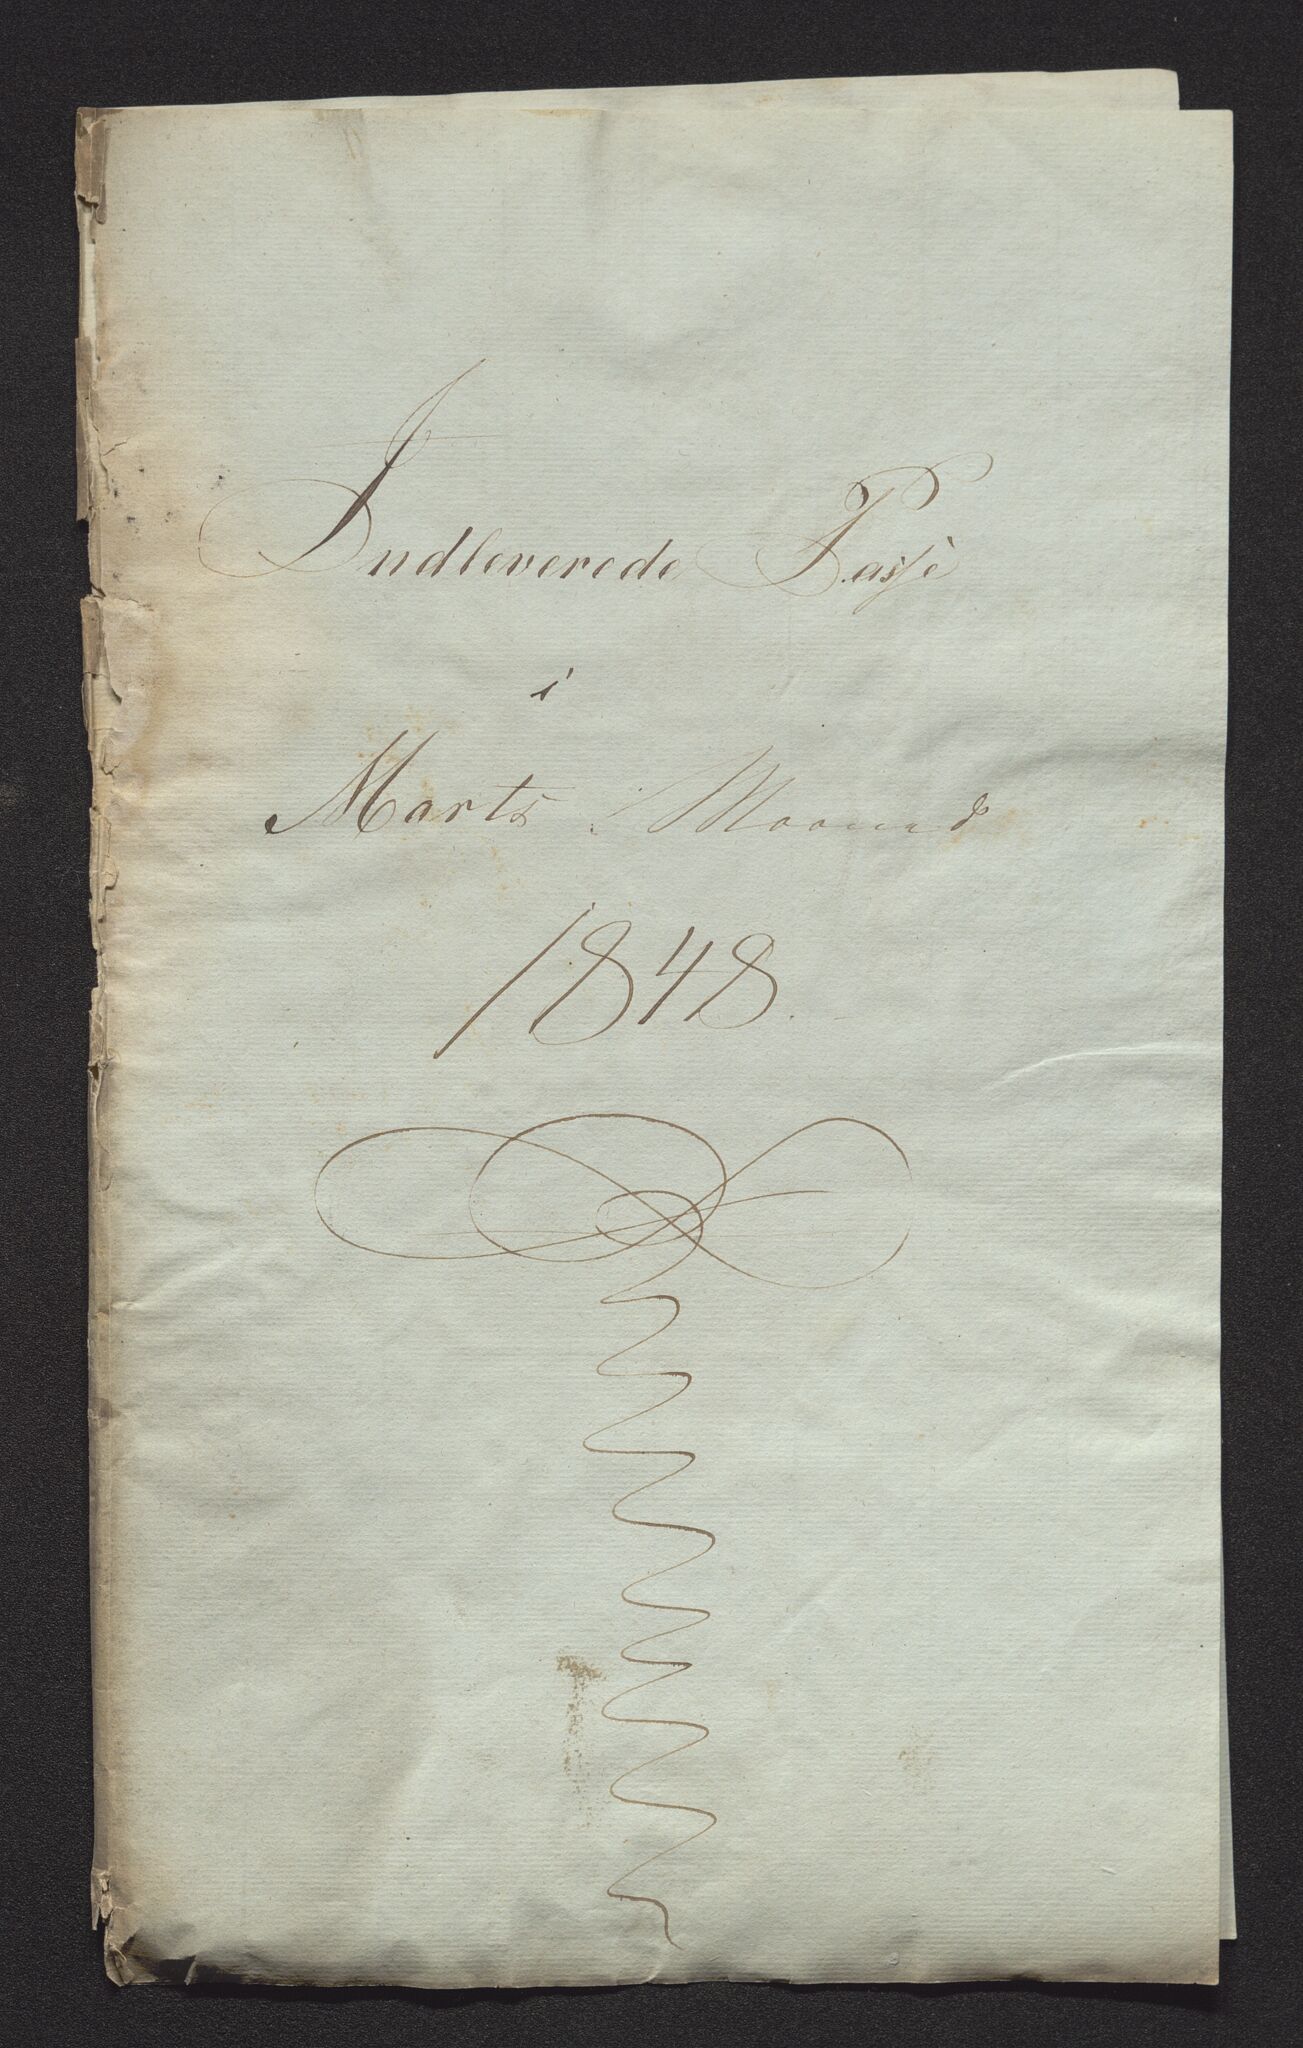 Indleverede Passe
i
Marts Maaned
1848.